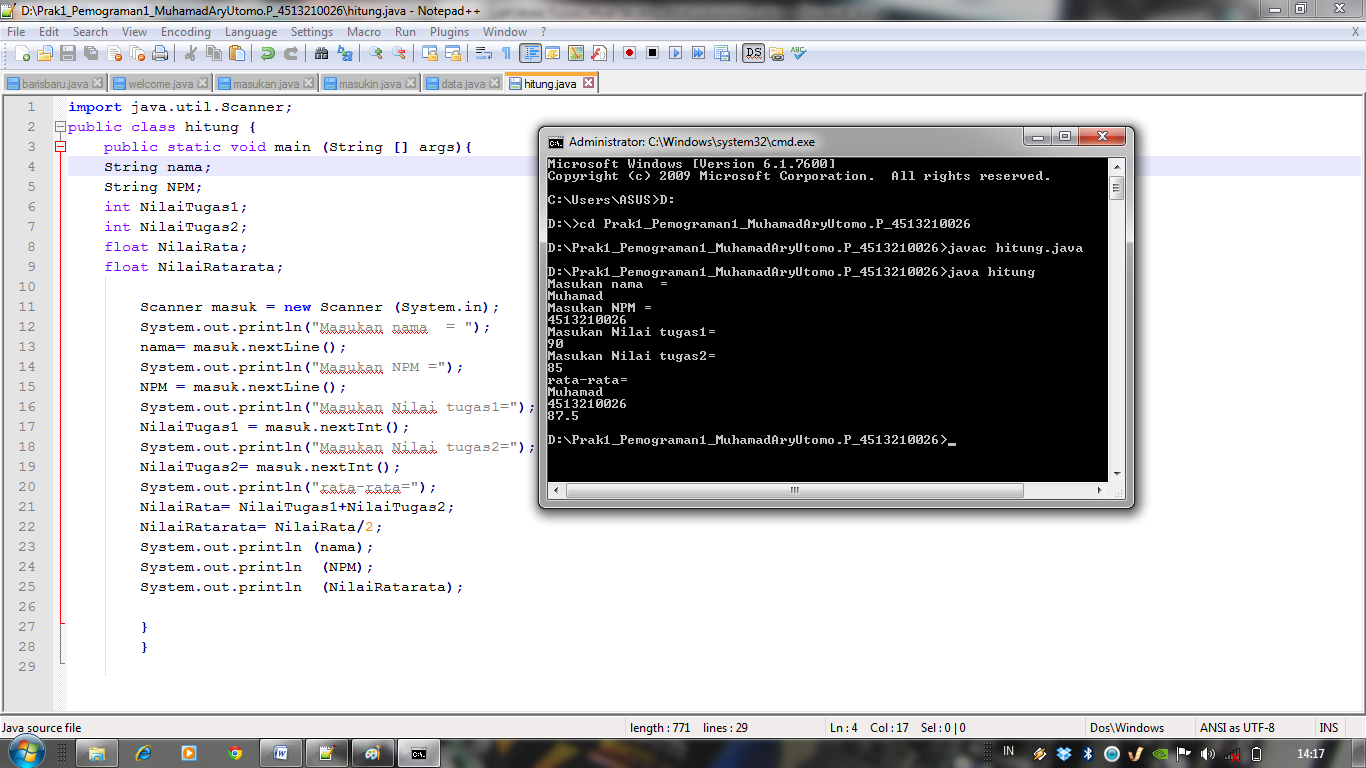 D:\Prak1_Pemograman1_MuhamadAryUtomo.P_4513210026\hitung.java - Notepad++
File Edit Search View Encoding Language Settings Macro Run Plugins Window ? X
barisbaru.java welcome.java masukan.java masukin.java data.java hitung.java
1 import java.util.Scanner;
2 public class hitung {
3 public static void main (String [] args){
4 String nama;
5 String NPM;
6 int NilaiTugas1;
7 int NilaiTugas2;
8 float NilaiRata;
9 float NilaiRatarata;
10
11 Scanner masuk = new Scanner (System.in);
12 System.out.println("Masukan nama  = ");
13 nama= masuk.nextLine();
14 System.out.println("Masukan NPM =");
15 NPM = masuk.nextLine();
16 System.out.println("Masukan Nilai tugas1=");
17 NilaiTugas1 = masuk.nextInt();
18 System.out.println("Masukan Nilai tugas2=");
19 NilaiTugas2= masuk.nextInt();
20 System.out.println("rata-rata=");
21 NilaiRata= NilaiTugas1+NilaiTugas2;
22 NilaiRatarata= NilaiRata/2;
23 System.out.println (nama);
24 System.out.println  (NPM);
25 System.out.println  (NilaiRatarata);
26
27 }
28 }
29
Administrator: C:\Windows\system32\cmd.exe
Microsoft Windows [Version 6.1.7600]
Copyright (c) 2009 Microsoft Corporation.  All rights reserved.
C:\Users\ASUS>D:
D:\>cd Prak1_Pemograman1_MuhamadAryUtomo.P_4513210026
D:\Prak1_Pemograman1_MuhamadAryUtomo.P_4513210026>javac hitung.java
D:\Prak1_Pemograman1_MuhamadAryUtomo.P_4513210026>java hitung
Masukan nama  =
Muhamad
Masukan NPM =
4513210026
Masukan Nilai tugas1=
90
Masukan Nilai tugas2=
85
rata-rata=
Muhamad
4513210026
87.5
D:\Prak1_Pemograman1_MuhamadAryUtomo.P_4513210026>_
Java source file length : 771 lines : 29 Ln : 4 Col : 17 Sel : 0 | 0 Dos\Windows ANSI as UTF-8 INS
IN 14:17